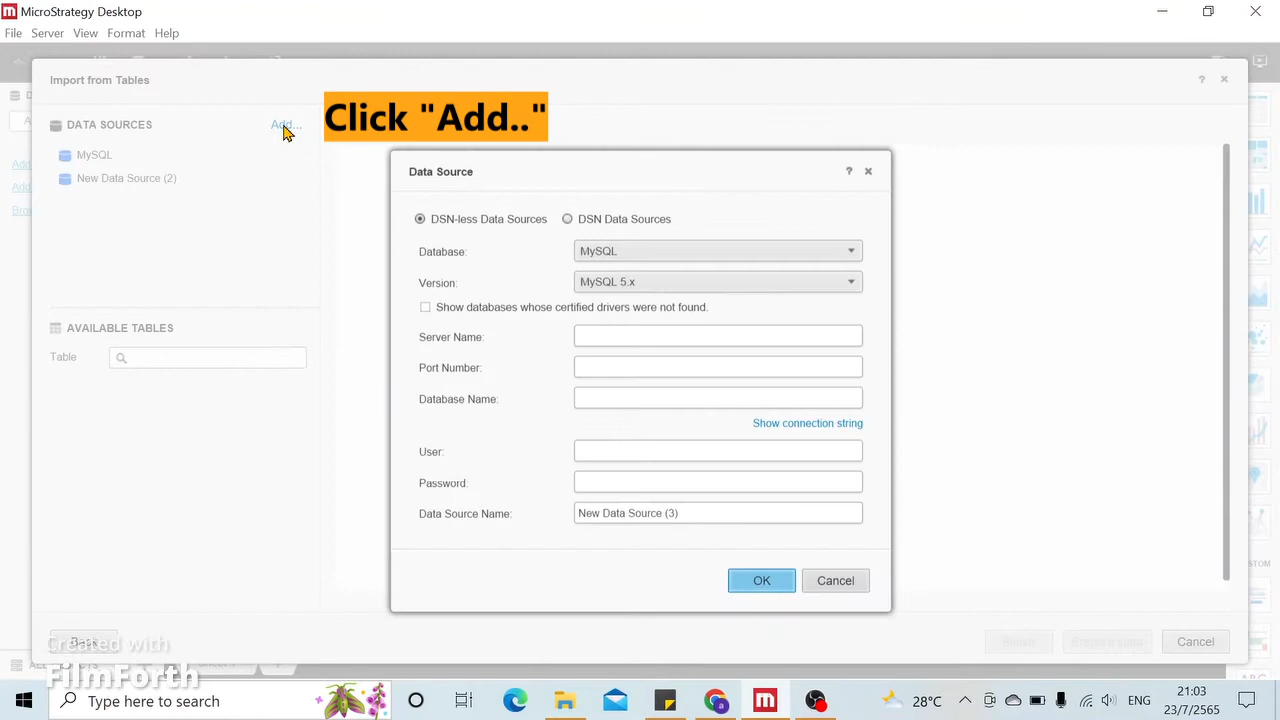 MicroStrategy Desktop
File Server View Format Help
Import from Tables
? ×
DATA SOURCES
Add...
Click "Add.."
MySQL
New Data Source (2)
Data Source
? ×
DSN-less Data Sources
DSN Data Sources
Database:
MySQL
Version:
MySQL 5.x
Show databases whose certified drivers were not found.
Server Name:
Port Number:
Database Name:
Show connection string
User:
Password:
Data Source Name:
New Data Source (3)
OK
Cancel
AVAILABLE TABLES
Table
Back
Finish
Prepare Data
Cancel
Created with
FilmForth
Type here to search
28°C
ENG
21:03
23/7/2565